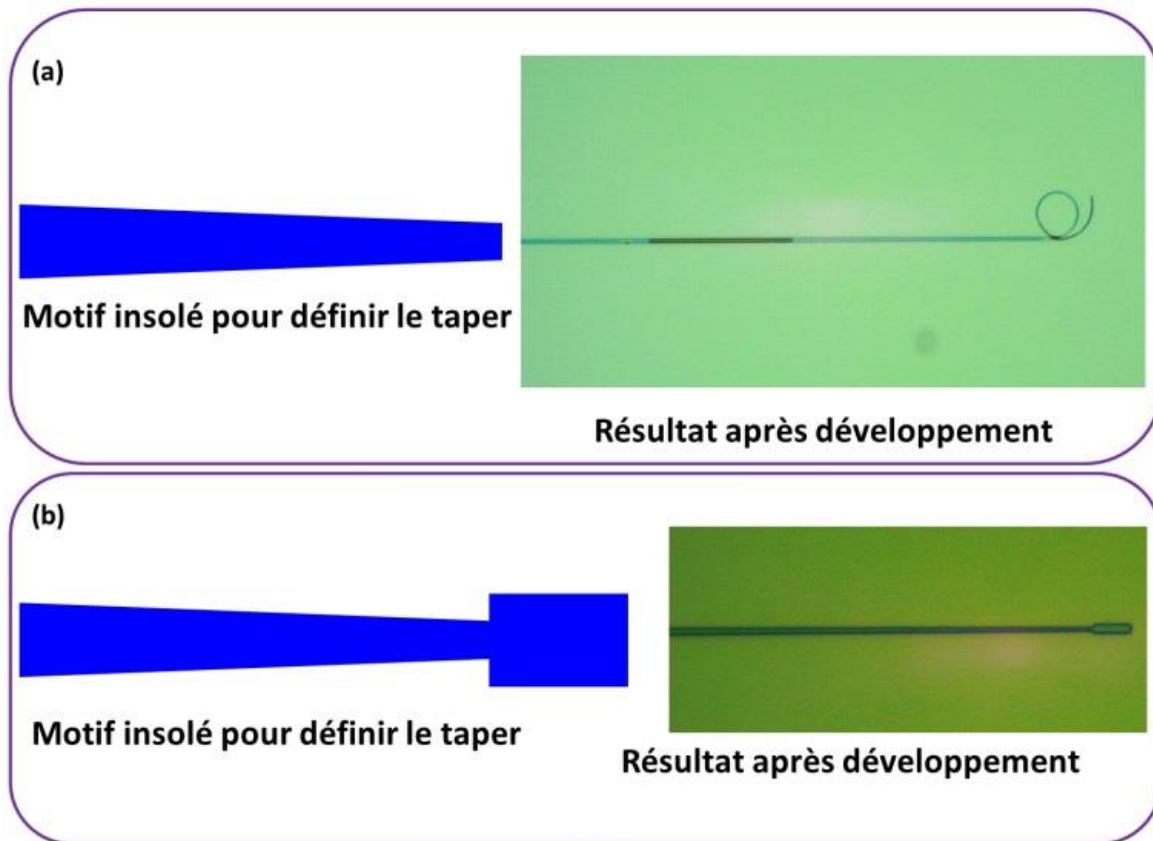 (a)
Motif insolé pour définir le taper
Résultat après développement
(b)
Motif insolé pour définir le taper
Résultat après développement